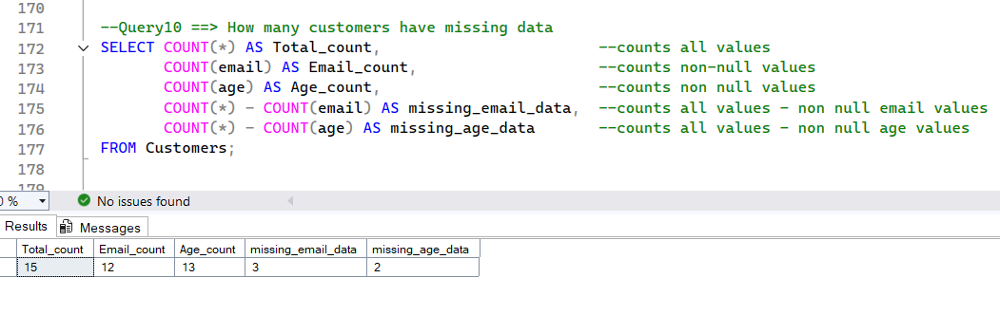 170
171 --Query10 ==> How many customers have missing data
172 SELECT COUNT(*) AS Total_count, --counts all values
173 COUNT(email) AS Email_count, --counts non-null values
174 COUNT(age) AS Age_count, --counts non null values
175 COUNT(*) - COUNT(email) AS missing_email_data, --counts all values - non null email values
176 COUNT(*) - COUNT(age) AS missing_age_data --counts all values - non null age values
177 FROM Customers;
178
179
0 % No issues found
Results Messages
Total_count Email_count Age_count missing_email_data missing_age_data
15 12 13 3 2